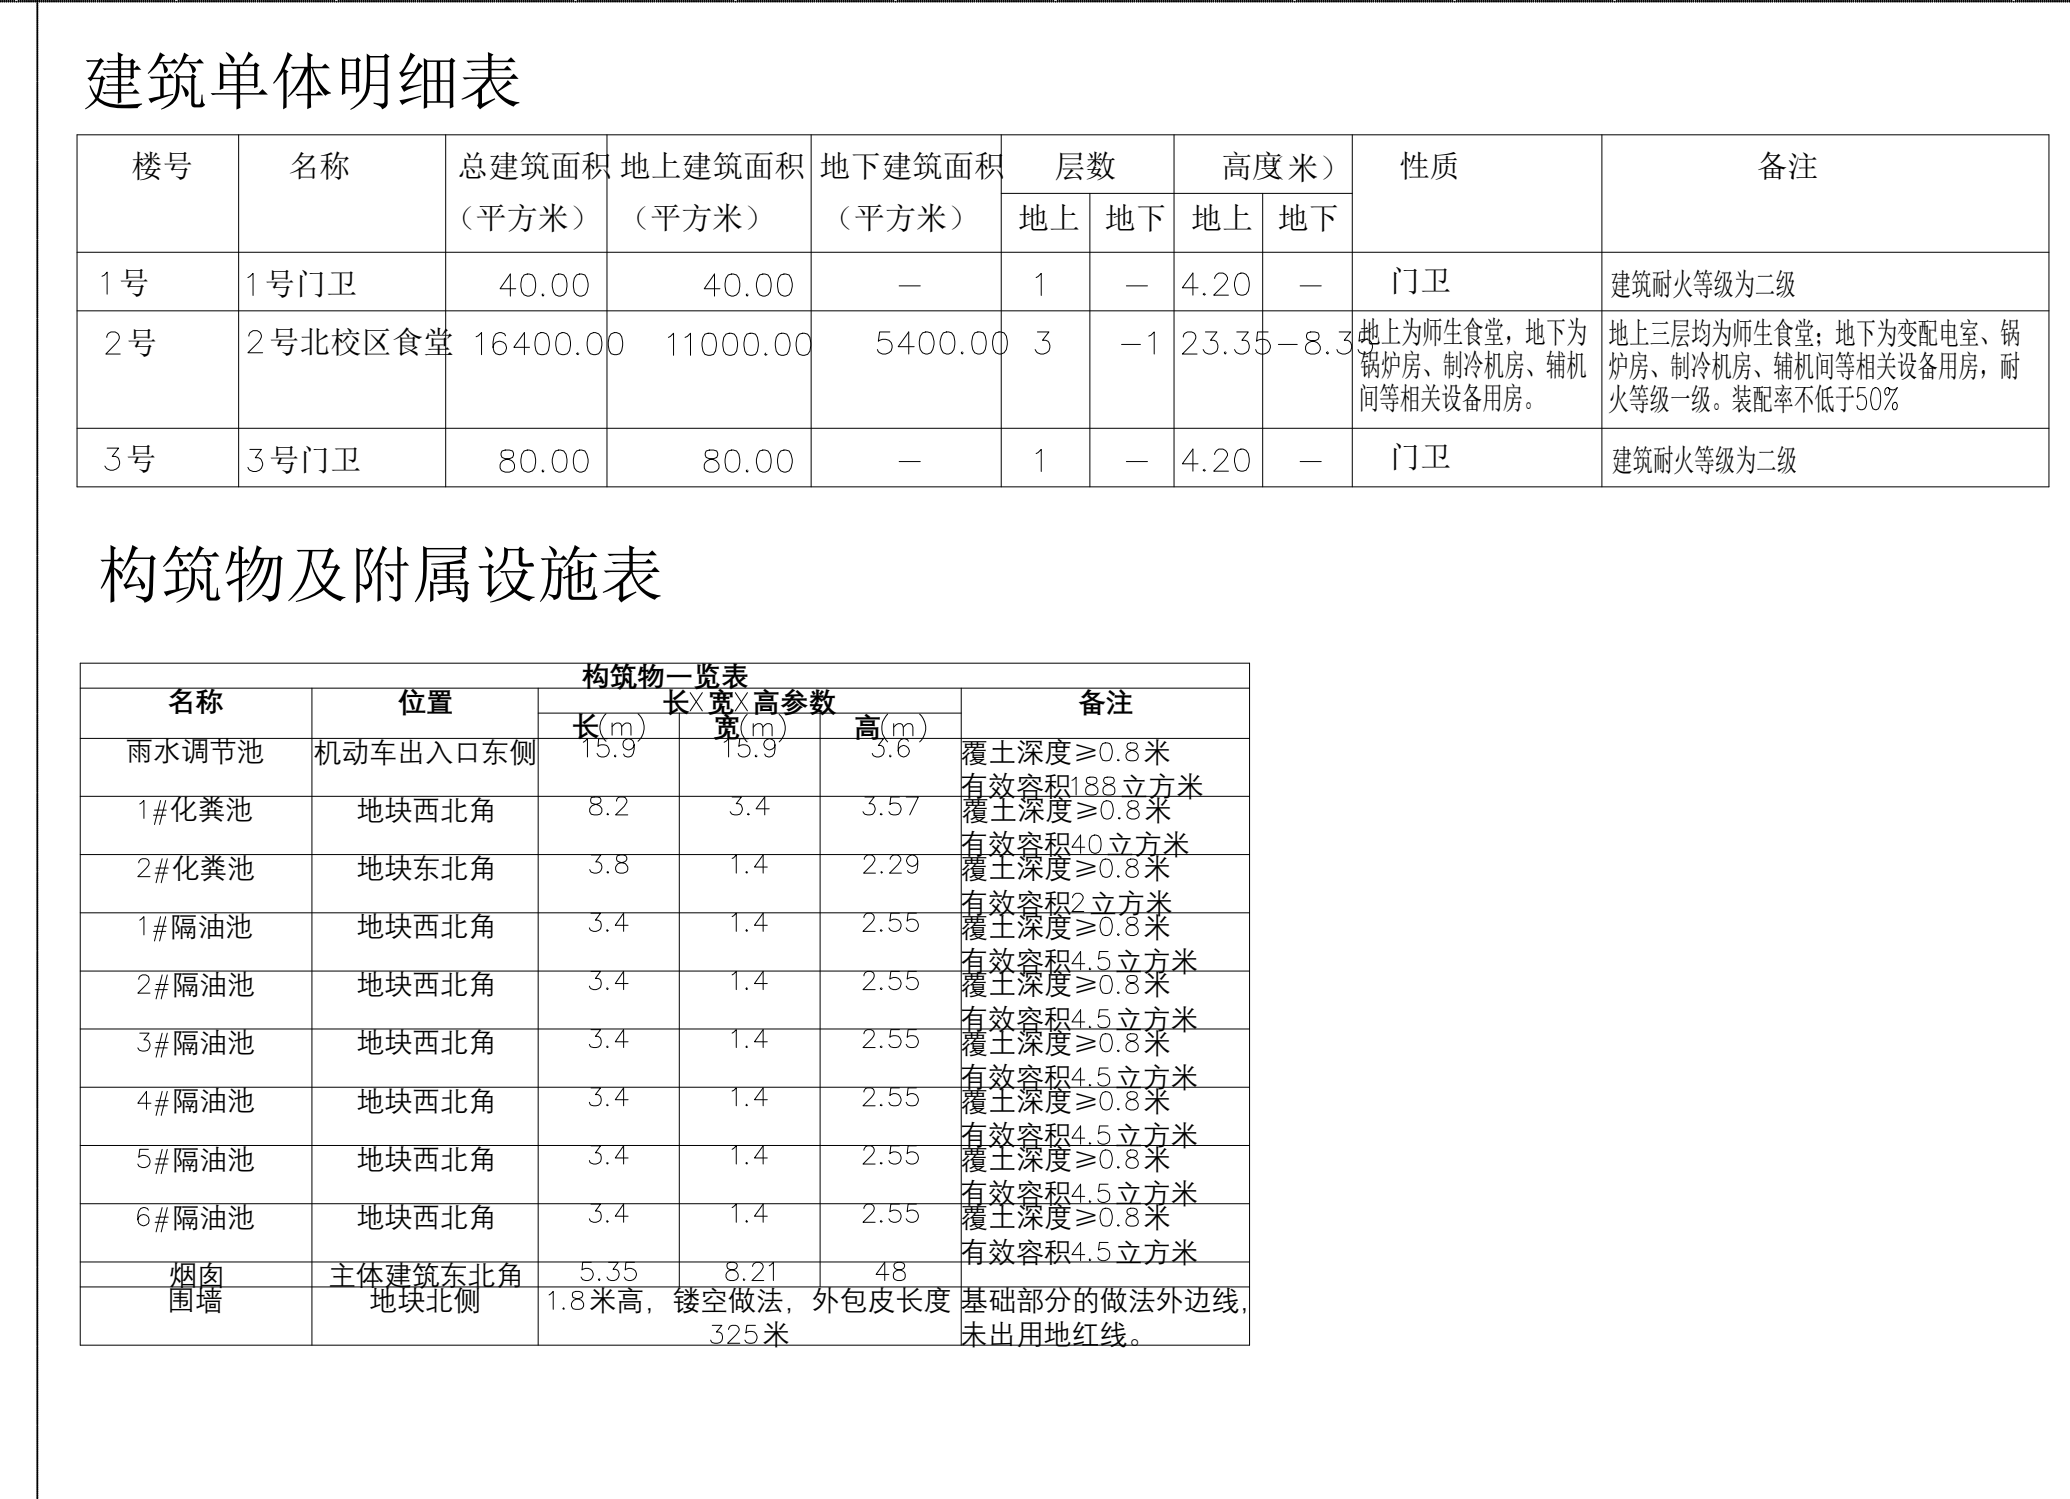 建筑单体明细表
楼号 名称 总建筑面积 地上建筑面积 地下建筑面积 层数 高度(米) 性质 备注
（平方米） （平方米） （平方米） 地上 地下 地上 地下
1号 1号门卫 40.00 40.00 — 1 — 4.20 — 门卫 建筑耐火等级为二级
2号 2号北校区食堂 16400.00 11000.00 5400.00 3 -1 23.35 -8.35 地上为师生食堂，地下为 地上三层均为师生食堂；地下为变配电室、锅
锅炉房、制冷机房、辅机 炉房、制冷机房、辅机间等相关设备用房，耐
间等相关设备用房。 火等级一级。装配率不低于50%
3号 3号门卫 80.00 80.00 — 1 — 4.20 — 门卫 建筑耐火等级为二级
构筑物及附属设施表
构筑物一览表
名称 位置 长X宽X高参数 备注
长(m) 宽(m) 高(m)
雨水调节池 机动车出入口东侧 15.9 15.9 3.6 覆土深度≥0.8米
有效容积188立方米
1#化粪池 地块西北角 8.2 3.4 3.57 覆土深度≥0.8米
有效容积40立方米
2#化粪池 地块东北角 3.8 1.4 2.29 覆土深度≥0.8米
有效容积2立方米
1#隔油池 地块西北角 3.4 1.4 2.55 覆土深度≥0.8米
有效容积4.5立方米
2#隔油池 地块西北角 3.4 1.4 2.55 覆土深度≥0.8米
有效容积4.5立方米
3#隔油池 地块西北角 3.4 1.4 2.55 覆土深度≥0.8米
有效容积4.5立方米
4#隔油池 地块西北角 3.4 1.4 2.55 覆土深度≥0.8米
有效容积4.5立方米
5#隔油池 地块西北角 3.4 1.4 2.55 覆土深度≥0.8米
有效容积4.5立方米
6#隔油池 地块西北角 3.4 1.4 2.55 覆土深度≥0.8米
有效容积4.5立方米
烟囱 主体建筑东北角 5.35 8.21 48
围墙 地块北侧 1.8米高，镂空做法，外包皮长度 基础部分的做法外边线，
325米 未出用地红线。